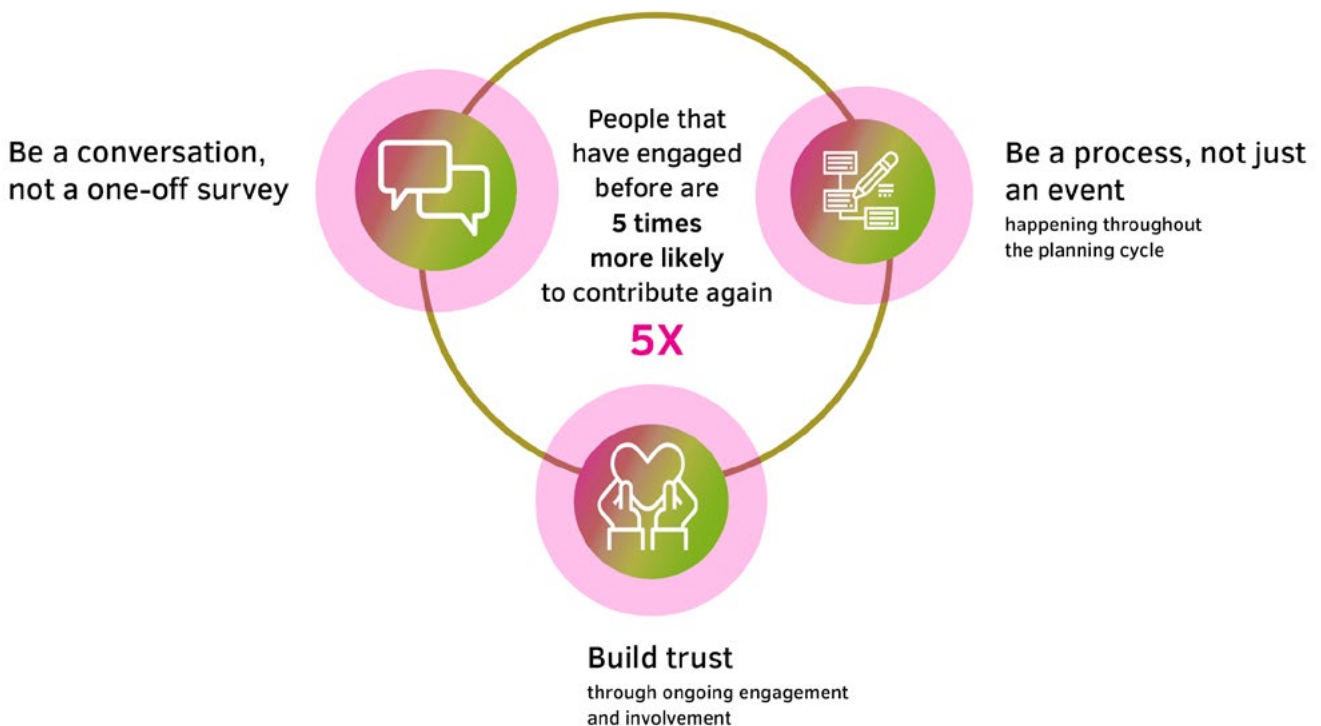 Be a conversation,
not a one-off survey
People that
have engaged
before are
5 times
more likely
to contribute again
5X
Be a process, not just
an event
happening throughout
the planning cycle
Build trust
through ongoing engagement
and involvement